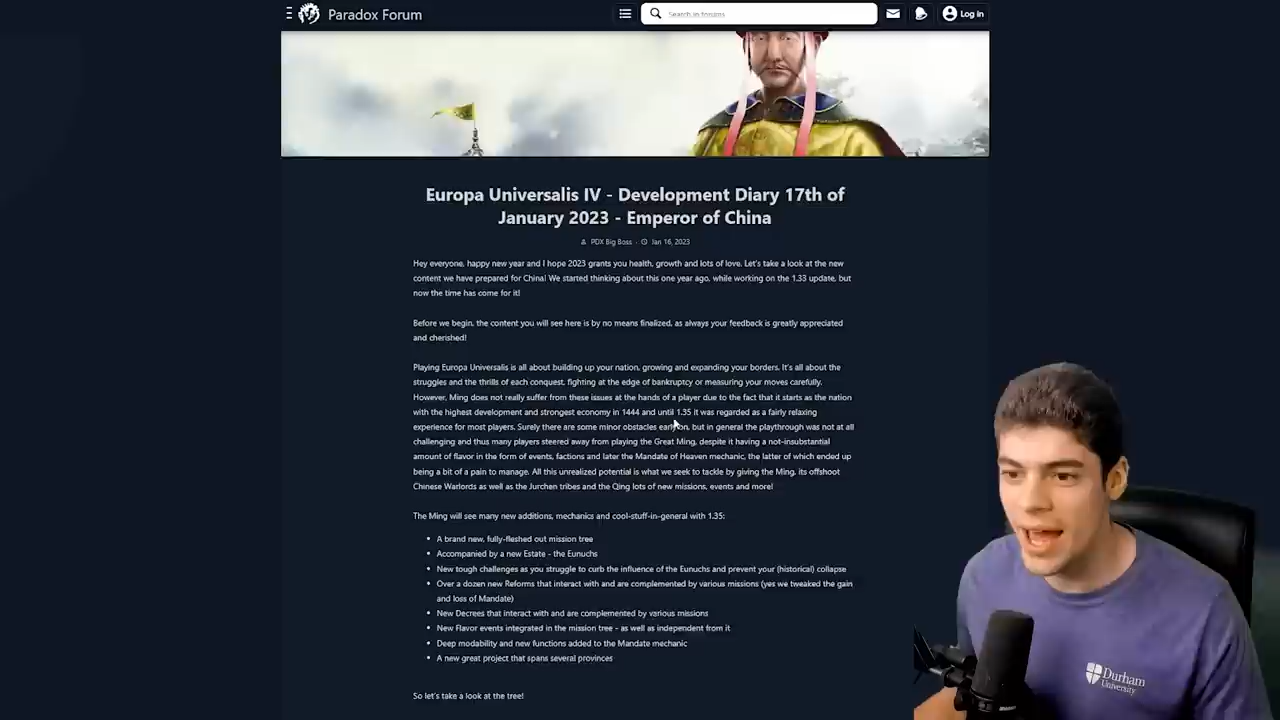 Paradox Forum
Search in forums
Log in
Europa Universalis IV - Development Diary 17th of
January 2023 - Emperor of China
PDX Big Boss · Jan 16, 2023
Hey everyone, happy new year and I hope 2023 grants you health, growth and lots of love. Let's take a look at the new
content we have prepared for China! We started thinking about this one year ago, while working on the 1.33 update, but
now the time has come for it!
Before we begin, the content you will see here is by no means finalized, as always your feedback is greatly appreciated
and cherished!
Playing Europa Universalis is all about building up your nation, growing and expanding your borders. It's all about the
struggles and the thrills of each conquest, fighting at the edge of bankruptcy or measuring your moves carefully.
However, Ming does not really suffer from these issues at the hands of a player due to the fact that it starts as the nation
with the highest development and strongest economy in 1444 and until 1.35 it was regarded as a fairly relaxing
experience for most players. Surely there are some minor obstacles early on, but in general the playthrough was not at all
challenging and thus many players steered away from playing the Great Ming, despite it having a not-insubstantial
amount of flavor in the form of events, factions and later the Mandate of Heaven mechanic, the latter of which ended up
being a bit of a pain to manage. All this unrealized potential is what we seek to tackle by giving the Ming, its offshoot
Chinese Warlords as well as the Jurchen tribes and the Qing lots of new missions, events and more!
The Ming will see many new additions, mechanics and cool-stuff-in-general with 1.35:
• A brand new, fully-fleshed out mission tree
• Accompanied by a new Estate - the Eunuchs
• New tough challenges as you struggle to curb the influence of the Eunuchs and prevent your (historical) collapse
• Over a dozen new Reforms that interact with and are complemented by various missions (yes we tweaked the gain
and loss of Mandate)
• New Decrees that interact with and are complemented by various missions
• New Flavor events integrated in the mission tree - as well as independent from it
• Deep modability and new functions added to the Mandate mechanic
• A new great project that spans several provinces
So let's take a look at the tree!
Durham
University